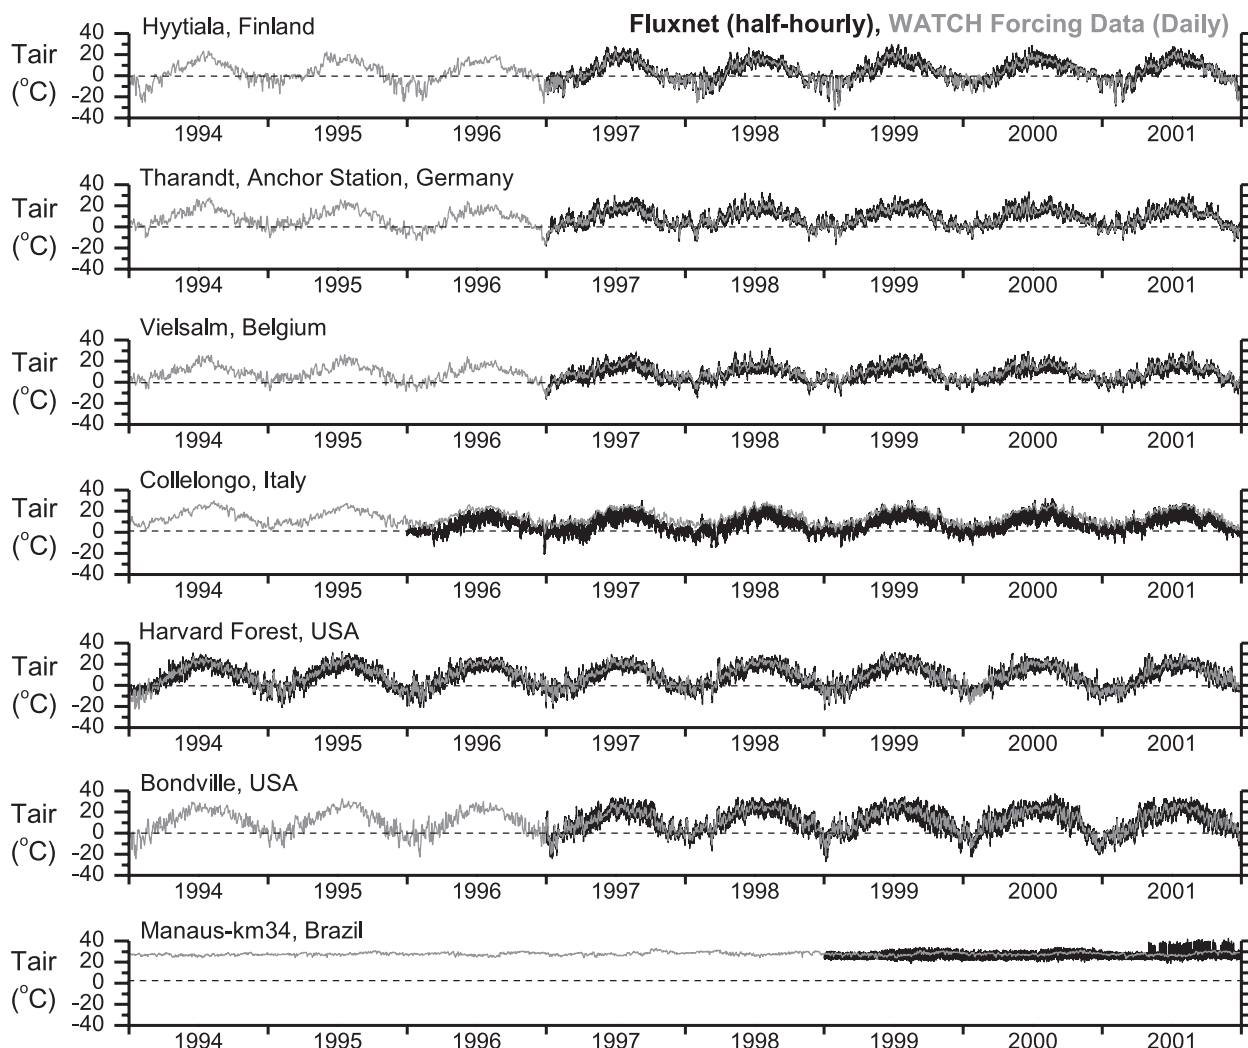 Hyytiala, Finland
Fluxnet (half-hourly), WATCH Forcing Data (Daily)
Tair
(°C)
40
20
0
-20
-40
1994 1995 1996 1997 1998 1999 2000 2001
Tharandt, Anchor Station, Germany
Tair
(°C)
40
20
0
-20
-40
1994 1995 1996 1997 1998 1999 2000 2001
Vielsalm, Belgium
Tair
(°C)
40
20
0
-20
-40
1994 1995 1996 1997 1998 1999 2000 2001
Collelongo, Italy
Tair
(°C)
40
20
0
-20
-40
1994 1995 1996 1997 1998 1999 2000 2001
Harvard Forest, USA
Tair
(°C)
40
20
0
-20
-40
1994 1995 1996 1997 1998 1999 2000 2001
Bondville, USA
Tair
(°C)
40
20
0
-20
-40
1994 1995 1996 1997 1998 1999 2000 2001
Manaus-km34, Brazil
Tair
(°C)
40
20
0
-20
-40
1994 1995 1996 1997 1998 1999 2000 2001